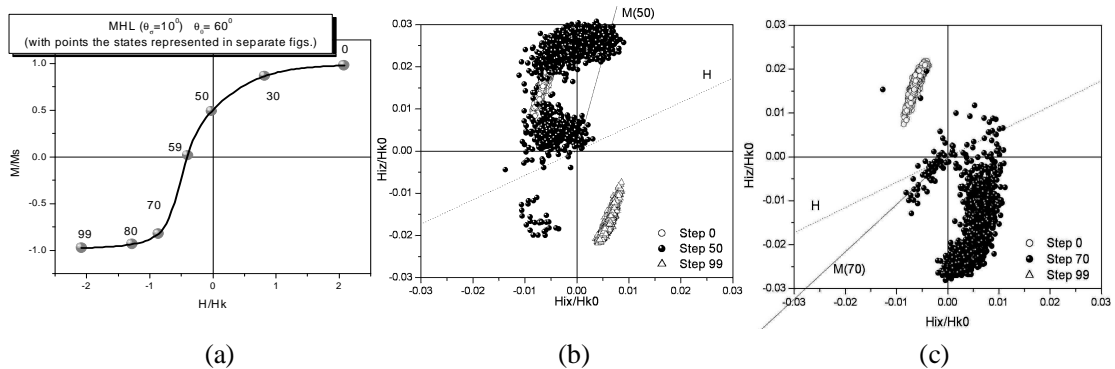 MHL (θσ=10⁰) θ₀= 60⁰
(with points the states represented in separate figs.)
0
30
50
59
70
80
99
1.0
0.5
0.0
-0.5
-1.0
M/Ms
-2 -1 0 1 2
H/Hk
(a)
0.03
0.02
0.01
0.00
-0.01
-0.02
-0.03
Hiz/Hk0
M(50)
H
Step 0
Step 50
Step 99
-0.03 -0.02 -0.01 0.00 0.01 0.02 0.03
Hix/Hk0
(b)
0.03
0.02
0.01
0.00
-0.01
-0.02
-0.03
Hiz/Hk0
H
M(70)
Step 0
Step 70
Step 99
-0.03 -0.02 -0.01 0.00 0.01 0.02 0.03
Hix/Hk0
(c)